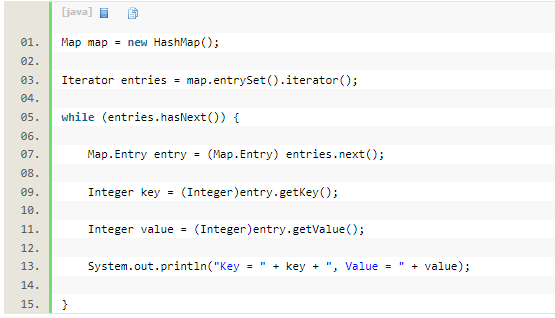 [java]
01. Map map = new HashMap();
02.
03. Iterator entries = map.entrySet().iterator();
04.
05. while (entries.hasNext()) {
06.
07.     Map.Entry entry = (Map.Entry) entries.next();
08.
09.     Integer key = (Integer)entry.getKey();
10.
11.     Integer value = (Integer)entry.getValue();
12.
13.     System.out.println("Key = " + key + ", Value = " + value);
14.
15. }